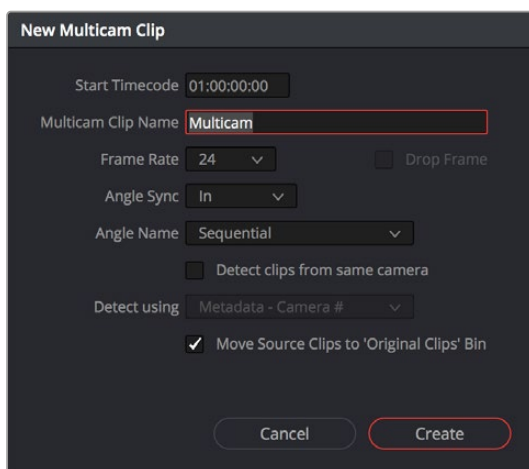 New Multicam Clip
Start Timecode 01:00:00:00
Multicam Clip Name Multicam
Frame Rate 24 Drop Frame
Angle Sync In
Angle Name Sequential
Detect clips from same camera
Detect using Metadata - Camera #
Move Source Clips to 'Original Clips' Bin
Cancel Create